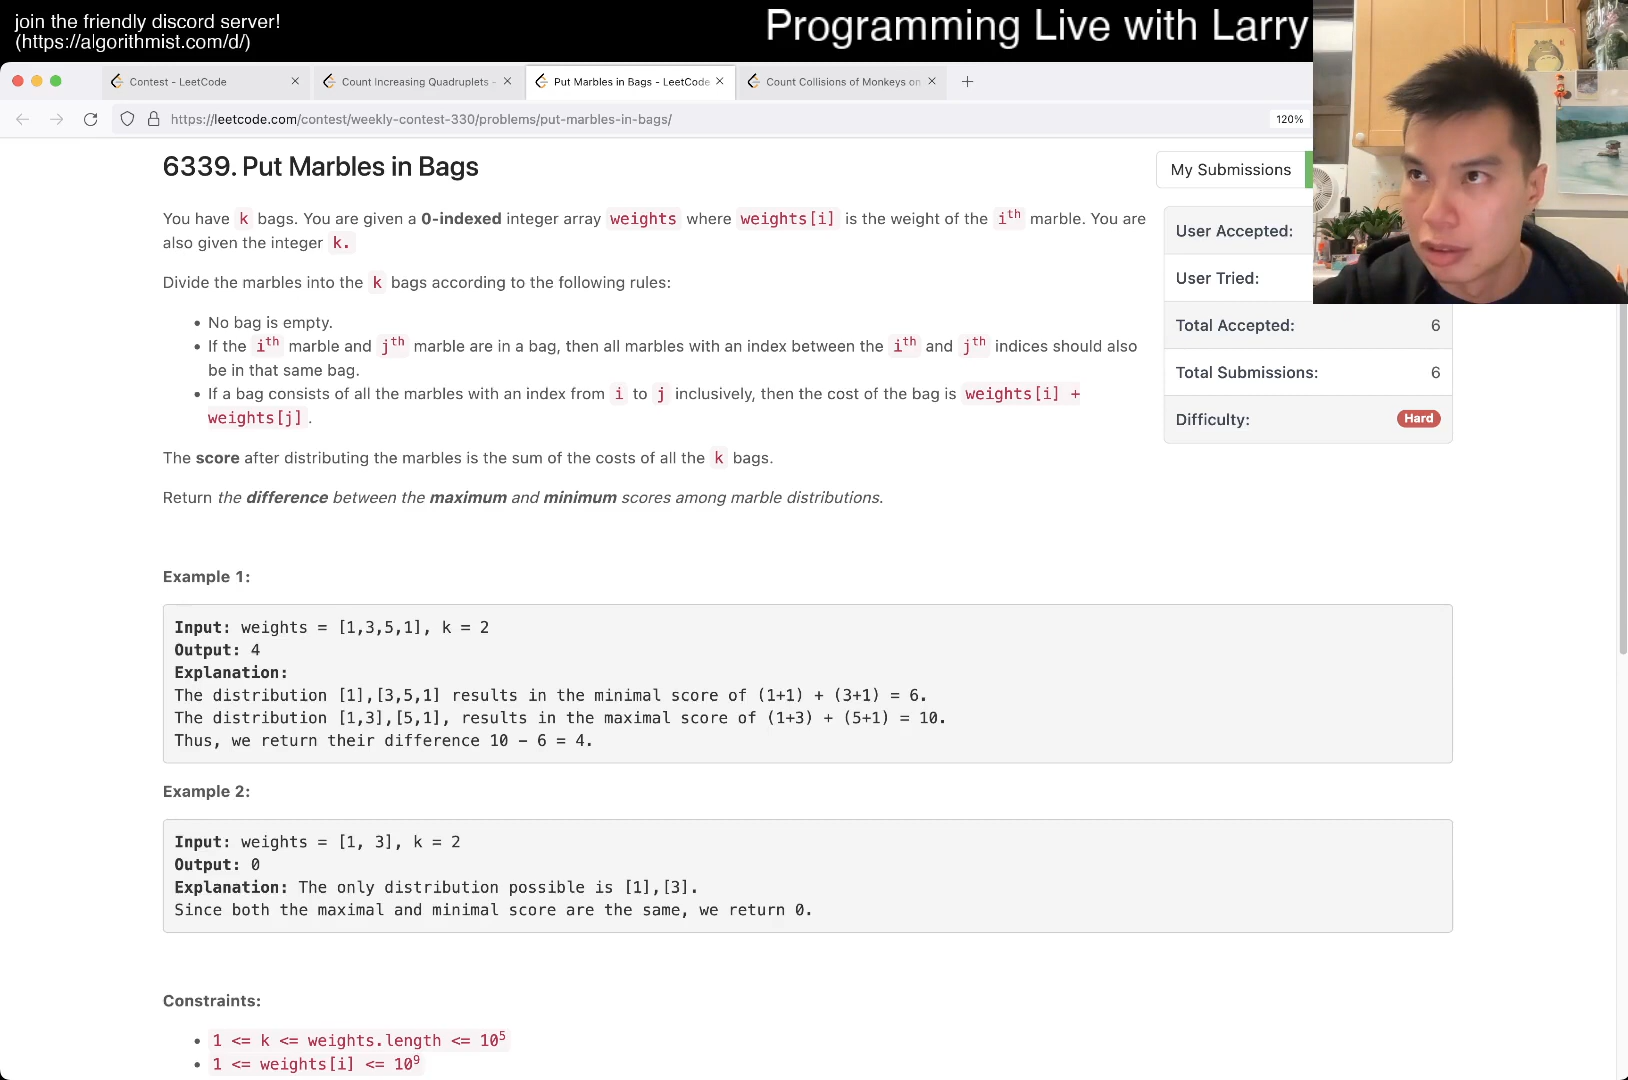 join the friendly discord server!
(https://algorithmist.com/d/)
Programming Live with Larry
Contest - LeetCode
Count Increasing Quadruplets -
Put Marbles in Bags - LeetCode
Count Collisions of Monkeys on
https://leetcode.com/contest/weekly-contest-330/problems/put-marbles-in-bags/
120%
6339. Put Marbles in Bags
My Submissions
You have k bags. You are given a 0-indexed integer array weights where weights[i] is the weight of the ith marble. You are
also given the integer k.
Divide the marbles into the k bags according to the following rules:
• No bag is empty.
• If the ith marble and jth marble are in a bag, then all marbles with an index between the ith and jth indices should also
be in that same bag.
• If a bag consists of all the marbles with an index from i to j inclusively, then the cost of the bag is weights[i] +
weights[j] .
The score after distributing the marbles is the sum of the costs of all the k bags.
Return the difference between the maximum and minimum scores among marble distributions.
User Accepted:
User Tried:
Total Accepted: 6
Total Submissions: 6
Difficulty: Hard
Example 1:
Input: weights = [1,3,5,1], k = 2
Output: 4
Explanation:
The distribution [1],[3,5,1] results in the minimal score of (1+1) + (3+1) = 6.
The distribution [1,3],[5,1], results in the maximal score of (1+3) + (5+1) = 10.
Thus, we return their difference 10 - 6 = 4.
Example 2:
Input: weights = [1, 3], k = 2
Output: 0
Explanation: The only distribution possible is [1],[3].
Since both the maximal and minimal score are the same, we return 0.
Constraints:
• 1 <= k <= weights.length <= 10^5
• 1 <= weights[i] <= 10^9